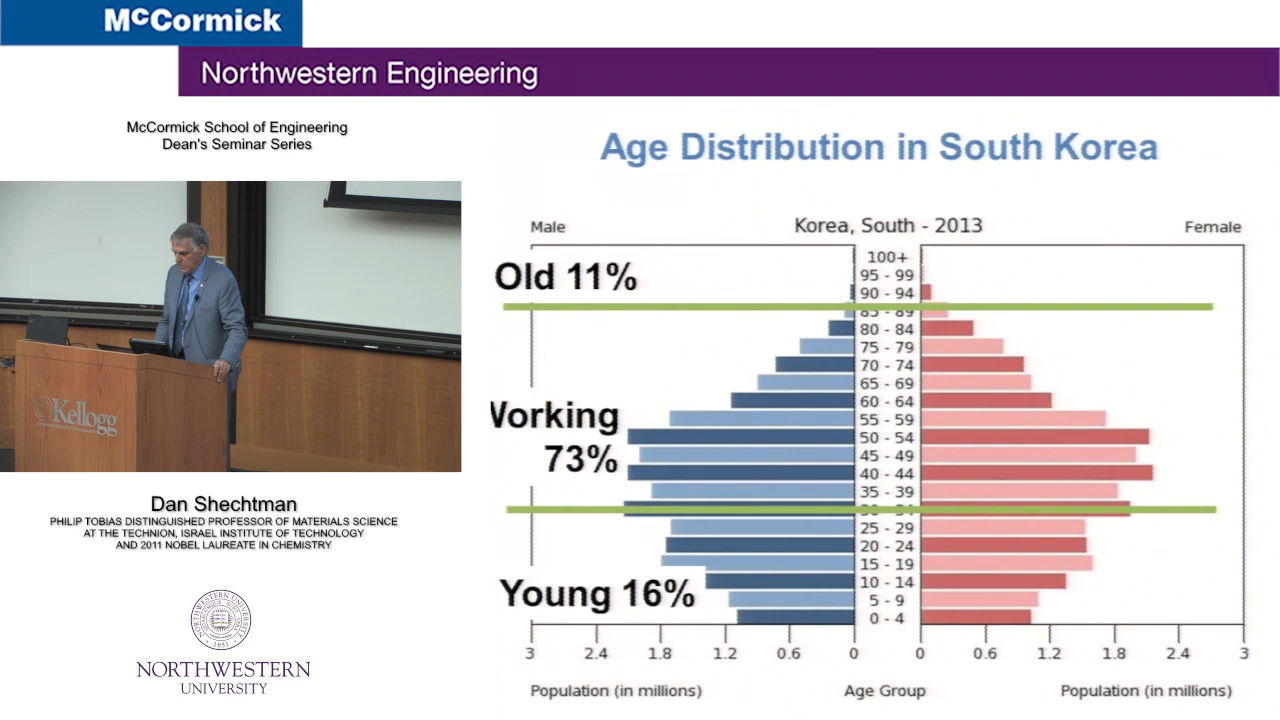 McCormick
Northwestern Engineering
McCormick School of Engineering
Dean's Seminar Series
Kellogg
Dan Shechtman
PHILIP TOBIAS DISTINGUISHED PROFESSOR OF MATERIALS SCIENCE
AT THE TECHNION, ISRAEL INSTITUTE OF TECHNOLOGY
AND 2011 NOBEL LAUREATE IN CHEMISTRY
1851
NORTHWESTERN
UNIVERSITY
Age Distribution in South Korea
Male Korea, South - 2013 Female
100+
Old 11% 95 - 99
90 - 94
85 - 89
80 - 84
75 - 79
70 - 74
65 - 69
60 - 64
Working 55 - 59
50 - 54
73% 45 - 49
40 - 44
35 - 39
25 - 29
20 - 24
15 - 19
10 - 14
Young 16% 5 - 9
0 - 4
3 2.4 1.8 1.2 0.6 0 0 0.6 1.2 1.8 2.4 3
Population (in millions) Age Group Population (in millions)